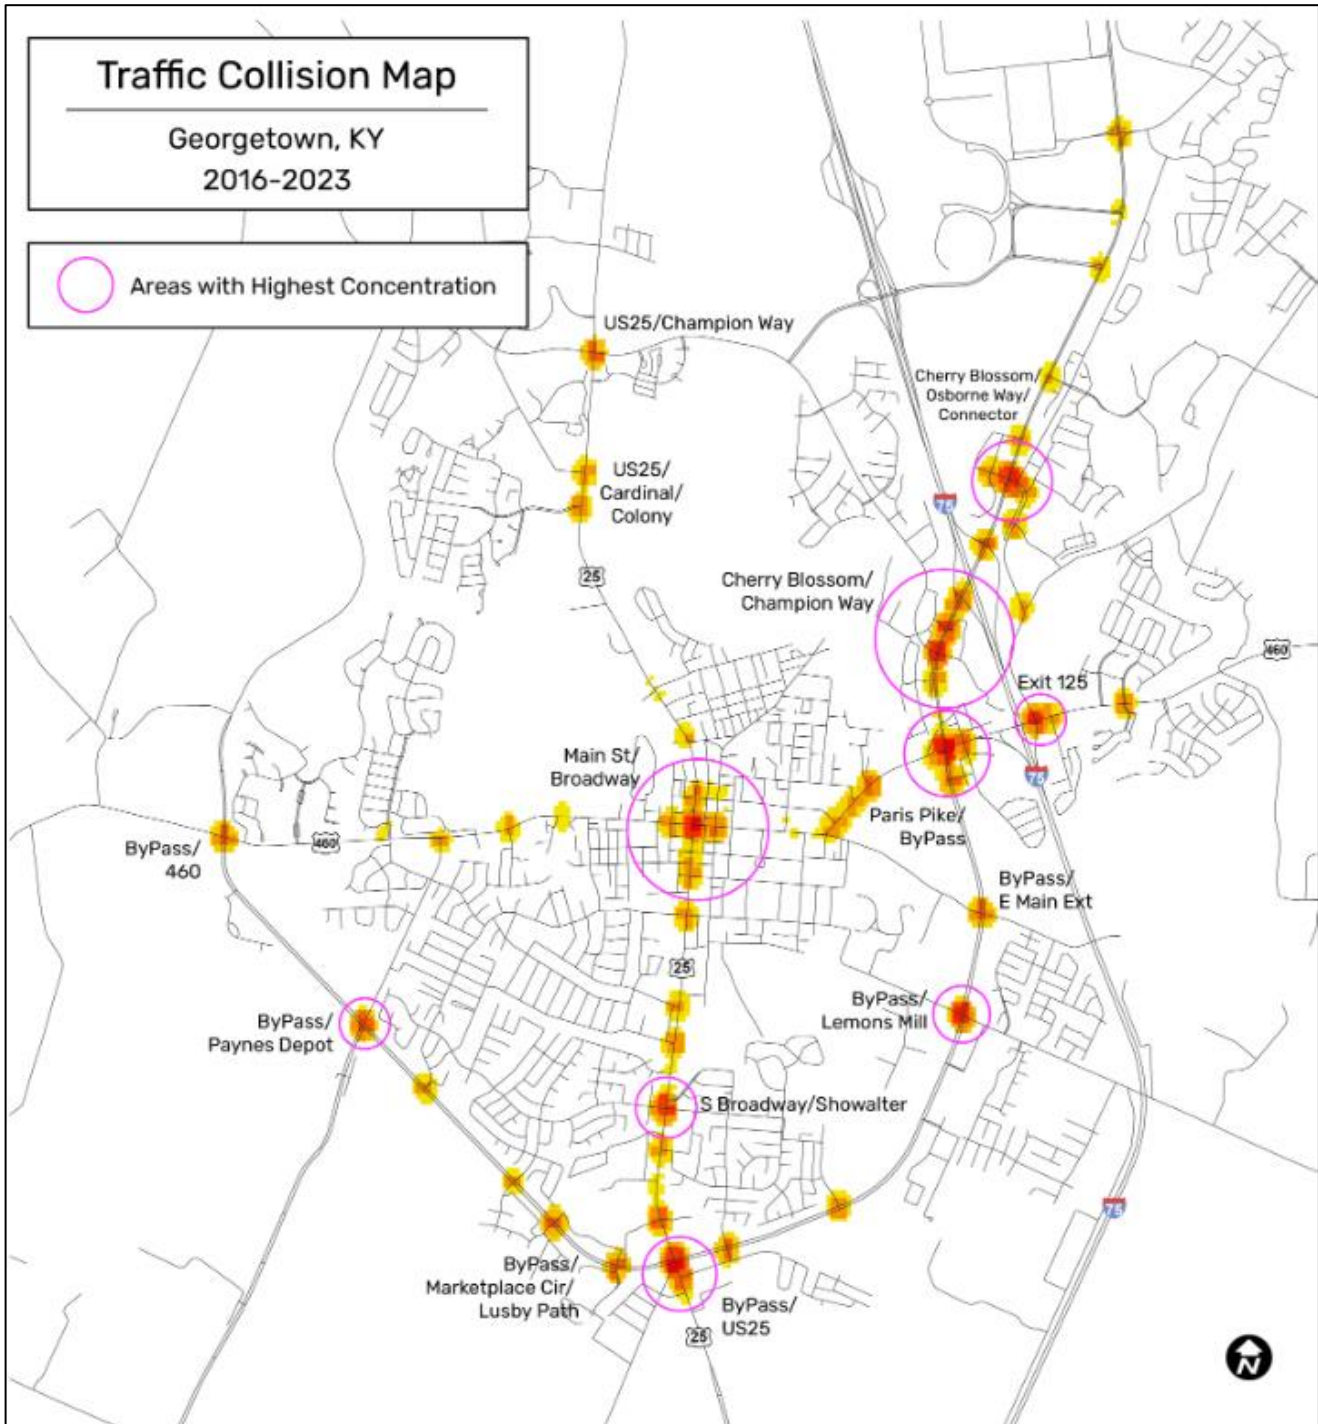 Traffic Collision Map
Georgetown, KY
2016-2023
Areas with Highest Concentration
US25/Champion Way
Cherry Blossom/
Osborne Way/
Connector
US25/
Cardinal/
Colony
75
25
Cherry Blossom/
Champion Way
460
Exit 125
Main St/
Broadway
75
Paris Pike/
ByPass
ByPass/
460
460
ByPass/
E Main Ext
25
ByPass/
Lemons Mill
ByPass/
Paynes Depot
S Broadway/Showalter
75
ByPass/
Marketplace Cir/
Lusby Path
ByPass/
US25
25
N